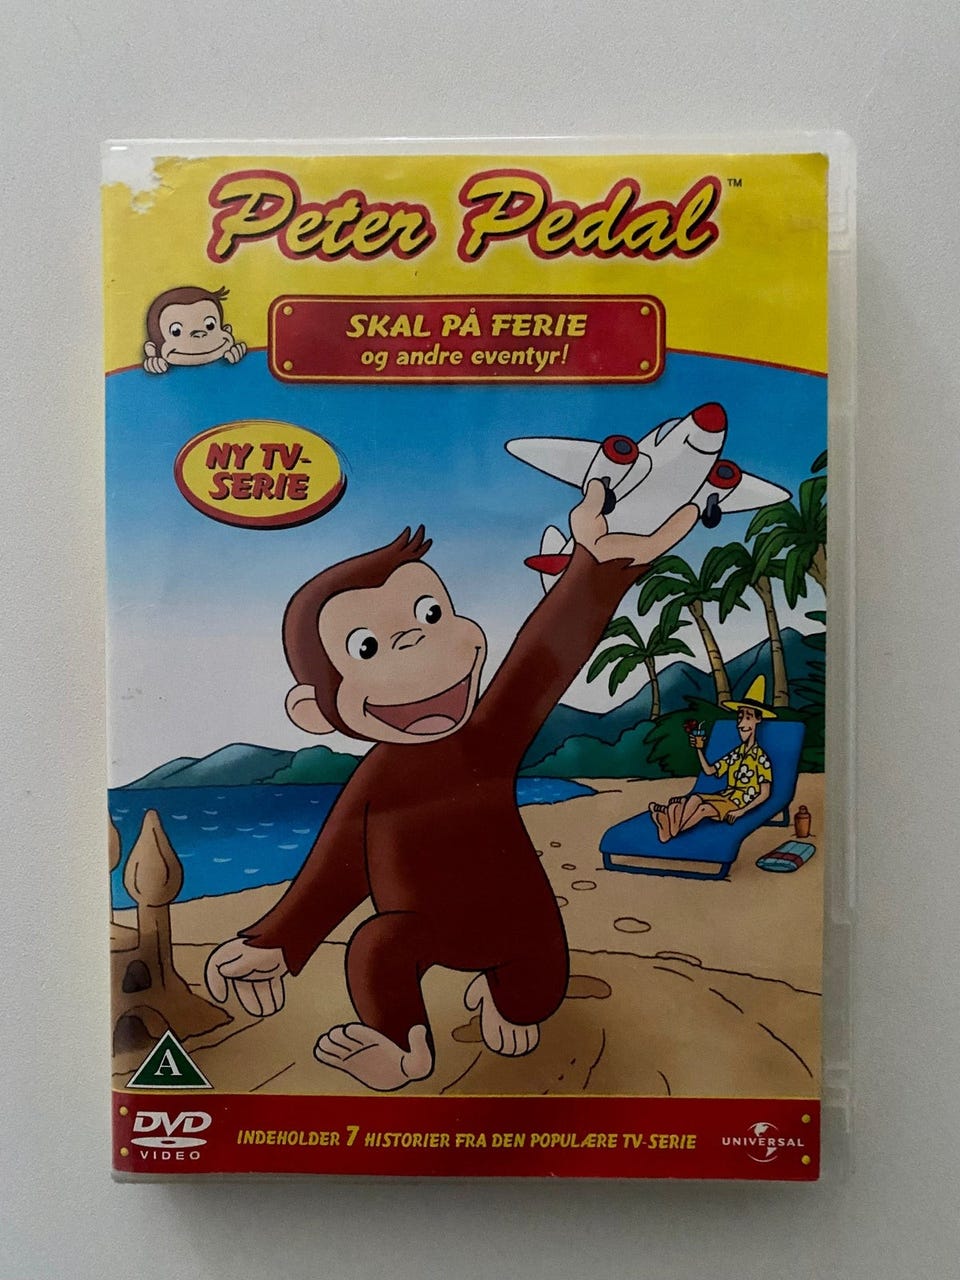 Peter Pedal™
SKAL PÅ FERIE
og andre eventyr!
NY TV-
SERIE
A
DVD
VIDEO
INDEHOLDER 7 HISTORIER FRA DEN POPULÆRE TV-SERIE
UNIVERSAL